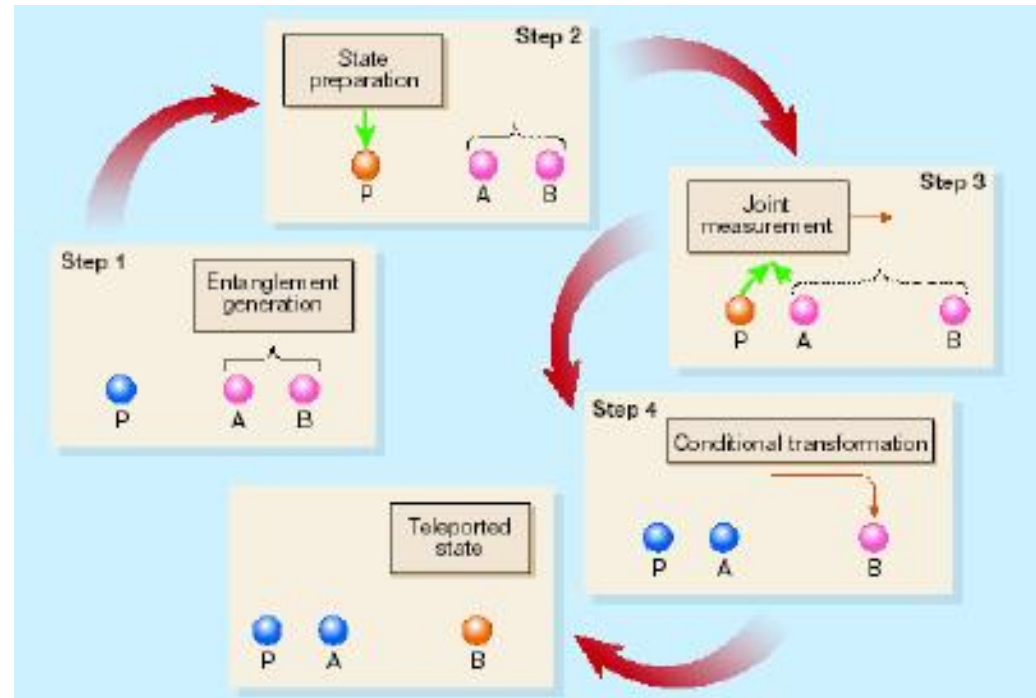 Step 1
Entanglement
generation
P A B
Step 2
State
preparation
P A B
Step 3
Joint
measurement
P A B
Step 4
Conditional transformation
P A B
Teleported
state
P A B